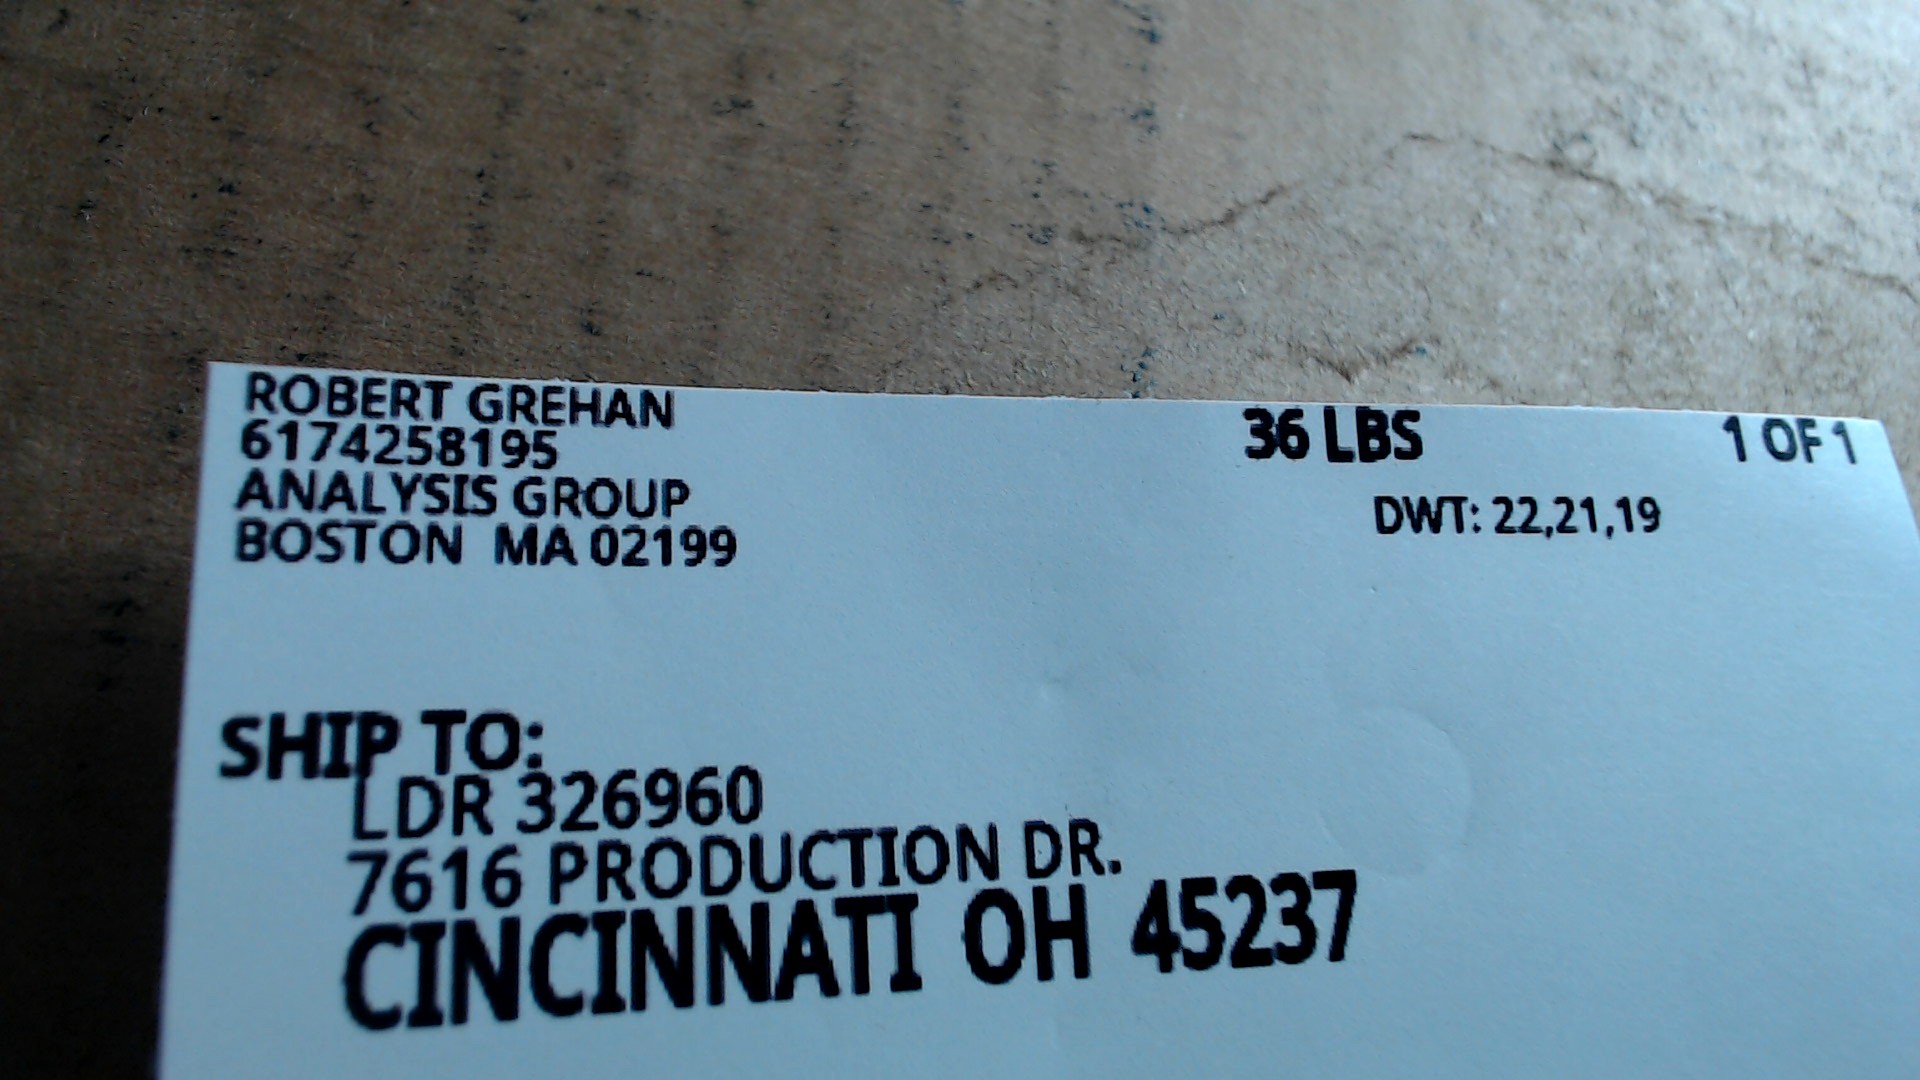 ROBERT GREHAN
6174258195
ANALYSIS GROUP
BOSTON MA 02199
36 LBS
1 OF 1
DWT: 22,21,19
SHIP TO:
LDR 326960
7616 PRODUCTION DR.
CINCINNATI OH 45237